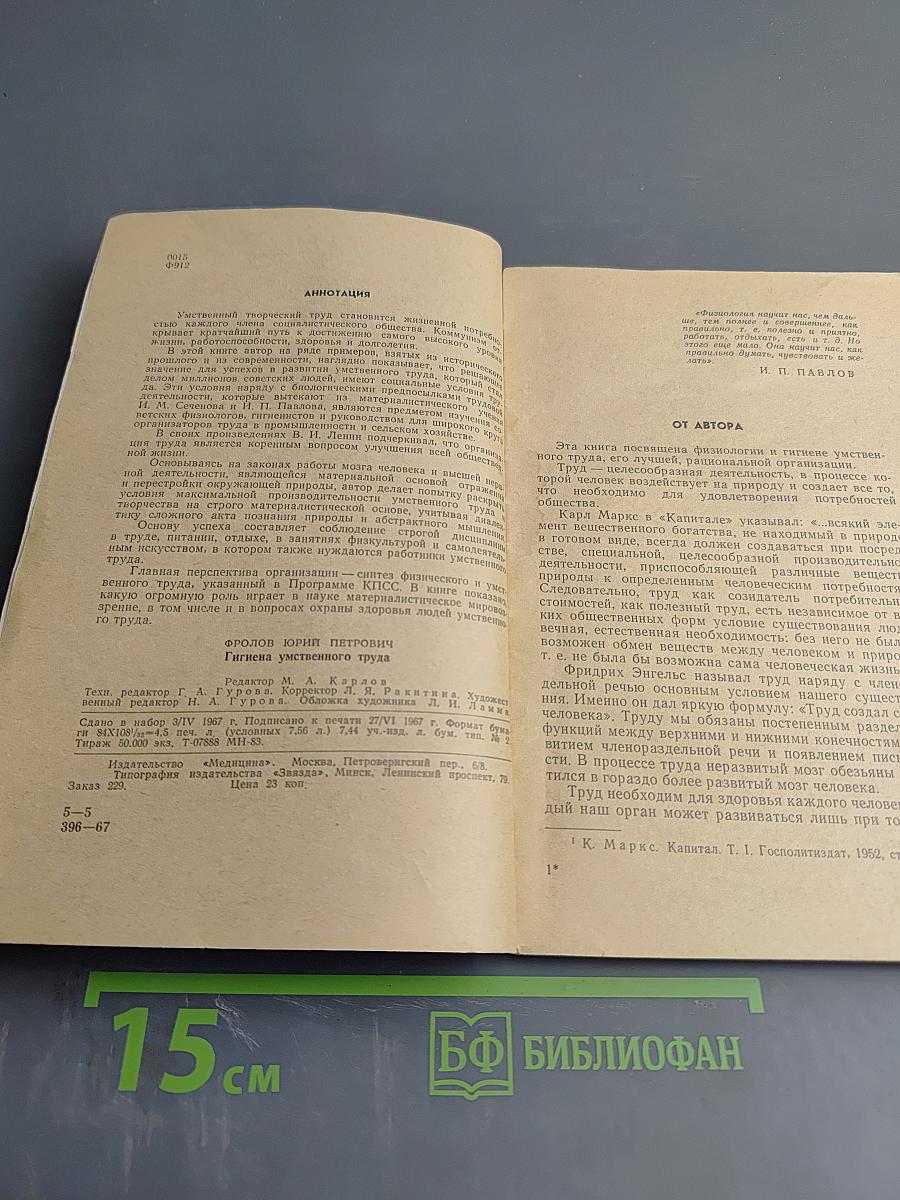 0015
Ф912
АННОТАЦИЯ
Умственный творческий труд становится жизненной потребно-
стью каждого члена социалистического общества. Коммунизм от-
крывает кратчайший путь к достижению самого высокого уровня
жизни, работоспособности, здоровья и долголетия.
В этой книге автор на ряде примеров, взятых из исторического
прошлого и из современности, наглядно показывает, что решающее
значение для успехов в развитии умственного труда, который стал
делом миллионов советских людей, имеют социальные условия тру-
да. Эти условия наряду с биологическими предпосылками трудовой
деятельности, которые вытекают из материалистического учения
И. М. Сеченова и И. П. Павлова, являются предметом изучения со-
ветских физиологов, гигиенистов и руководством для широкого круга
организаторов труда в промышленности и сельском хозяйстве.
В своих произведениях В. И. Ленин подчеркивал, что организа-
ция труда является коренным вопросом улучшения всей обществен-
ной жизни.
Основываясь на законах работы мозга человека и высшей нерв-
ной деятельности, являющейся материальной основой отражения
и перестройки окружающей природы, автор делает попытку раскрыть
условия максимальной производительности умственного труда и
творчества на строго материалистической основе, учитывая диалек-
тику сложного акта познания природы и абстрактного мышления.
Основу успеха составляет соблюдение строгой дисциплины
в труде, питании, отдыхе, в занятиях физкультурой и самодеятель-
ным искусством, в котором также нуждаются работники умственного
труда.
Главная перспектива организации — синтез физического и умст-
венного труда, указанный в Программе КПСС. В книге показано,
какую огромную роль играет в науке материалистическое мировоз-
зрение, в том числе и в вопросах охраны здоровья людей умственно-
го труда.
ФРОЛОВ ЮРИЙ ПЕТРОВИЧ
Гигиена умственного труда
Редактор М. А. Карлов
Техн. редактор Г. А. Гурова. Корректор Л. Я. Ракитина. Художест-
венный редактор Н. А. Гурова. Обложка художника Л. И. Ламма
Сдано в набор 3/IV 1967 г. Подписано к печати 27/VI 1967 г. Формат бума-
ги 84Х108¹/₃₂=4,5 печ. л. (условных 7,56 л.) 7,44 уч.-изд. л. бум. тип. № 2.
Тираж 50.000 экз. Т-07888 МН-83.
Издательство «Медицина». Москва, Петроверигский пер., 6/8.
Типография издательства «Звязда», Минск, Ленинский проспект, 79.
Заказ 229. Цена 23 коп.
5—5
396—67
«Физиология научит нас, чем даль-
ше, тем полнее и совершеннее, как
правильно, т. е. полезно и приятно,
работать, отдыхать, есть и т. д. Но
этого еще мало. Она научит нас, как
правильно думать, чувствовать и же-
лать».
И. П. ПАВЛОВ
ОТ АВТОРА
Эта книга посвящена физиологии и гигиене умствен-
ного труда, его лучшей, рациональной организации.
Труд — целесообразная деятельность, в процессе ко-
торой человек воздействует на природу и создает все то,
что необходимо для удовлетворения потребностей
общества.
Карл Маркс в «Капитале» указывал: «...всякий эле-
мент вещественного богатства, не находимый в природе
в готовом виде, всегда должен создаваться при посред
стве, специальной, целесообразной производительно
деятельности, приспособляющей различные веществ
природы к определенным человеческим потребностя
Следовательно, труд как созидатель потребительн
стоимостей, как полезный труд, есть независимое от в
ких общественных форм условие существования люд
вечная, естественная необходимость: без него не был
возможен обмен веществ между человеком и приро
т. е. не была бы возможна сама человеческая жизнь
Фридрих Энгельс называл труд наряду с члено
дельной речью основным условием нашего сущест
ния. Именно он дал яркую формулу: «Труд создал с
человека». Труду мы обязаны постепенным раздел
функций между верхними и нижними конечностям
витием членораздельной речи и появлением пись
сти. В процессе труда неразвитый мозг обезьяны
тился в гораздо более развитый мозг человека.
Труд необходим для здоровья каждого человек
дый наш орган может развиваться лишь при то
¹ К. Маркс. Капитал. Т. I. Госполитиздат, 1952, ст
1*
15 см
БФ БИБЛИОФАН